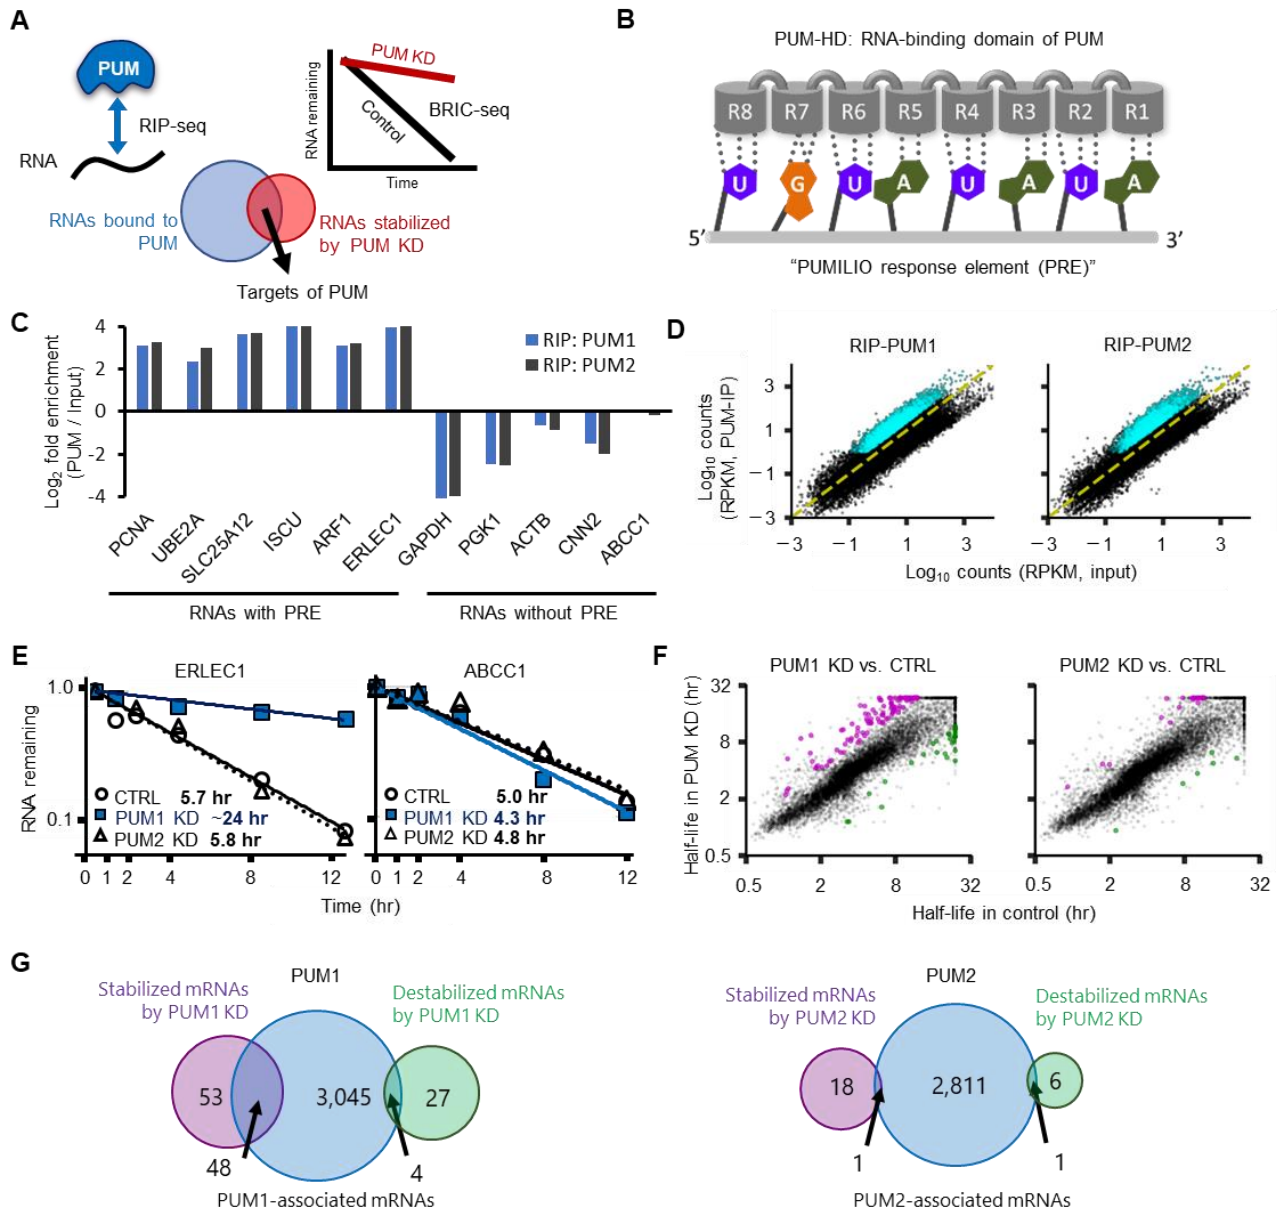 A
PUM
RIP-seq
RNA
RNA remaining
PUM KD
Control
BRIC-seq
Time
RNAs bound to
PUM
RNAs stabilized
by PUM KD
Targets of PUM
B
PUM-HD: RNA-binding domain of PUM
R8 R7 R6 R5 R4 R3 R2 R1
U G U A U A U A
5′ 3′
“PUMILIO response element (PRE)”
C
Log2 fold enrichment
(PUM / Input)
4
2
0
-2
-4
RIP: PUM1
RIP: PUM2
PCNA UBE2A SLC25A12 ISCU ARF1 ERLEC1 GAPDH PGK1 ACTB CNN2 ABCC1
RNAs with PRE
RNAs without PRE
D
RIP-PUM1
RIP-PUM2
Log10 counts
(RPKM, PUM-IP)
3
1
−1
−3
−3 −1 1 3
−3 −1 1 3
Log10 counts (RPKM, input)
E
ERLEC1
ABCC1
RNA remaining
1.0
0.1
CTRL 5.7 hr
PUM1 KD ~24 hr
PUM2 KD 5.8 hr
CTRL 5.0 hr
PUM1 KD 4.3 hr
PUM2 KD 4.8 hr
0 1 2 4 8 12
0 1 2 4 8 12
Time (hr)
F
PUM1 KD vs. CTRL
PUM2 KD vs. CTRL
Half-life in PUM KD (hr)
32
8
2
0.5
0.5 2 8 32
0.5 2 8 32
Half-life in control (hr)
G
PUM1
Stabilized mRNAs
by PUM1 KD
Destabilized mRNAs
by PUM1 KD
53
3,045
27
48
4
PUM1-associated mRNAs
PUM2
Stabilized mRNAs
by PUM2 KD
Destabilized mRNAs
by PUM2 KD
18
2,811
6
1
1
PUM2-associated mRNAs